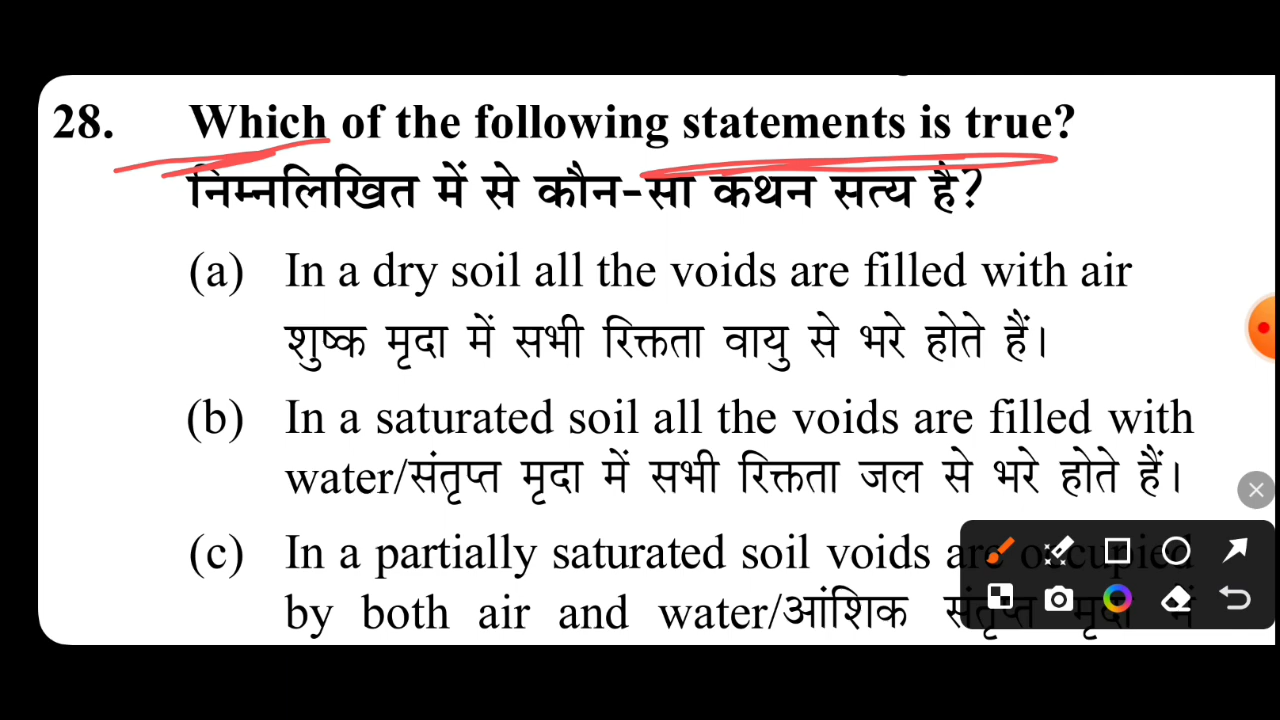 28. Which of the following statements is true?
निम्नलिखित में से कौन-सा कथन सत्य है?
(a) In a dry soil all the voids are filled with air
शुष्क मृदा में सभी रिक्तता वायु से भरे होते हैं।
(b) In a saturated soil all the voids are filled with
water/संतृप्त मृदा में सभी रिक्तता जल से भरे होते हैं।
(c) In a partially saturated soil voids are occupied
by both air and water/आंशिक संतृप्त मृदा में